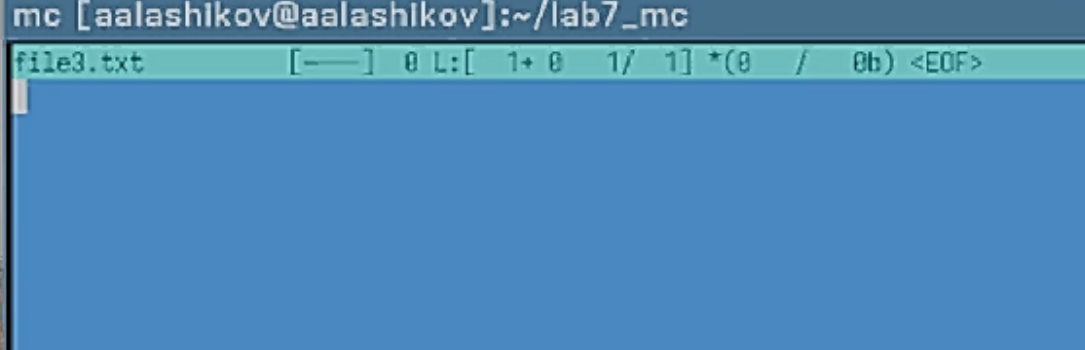 mc [aalashikov@aalashikov]:~/lab7_mc
file3.txt [----] 0 L:[ 1+ 0 1/ 1] *(0 / 0b) <EOF>